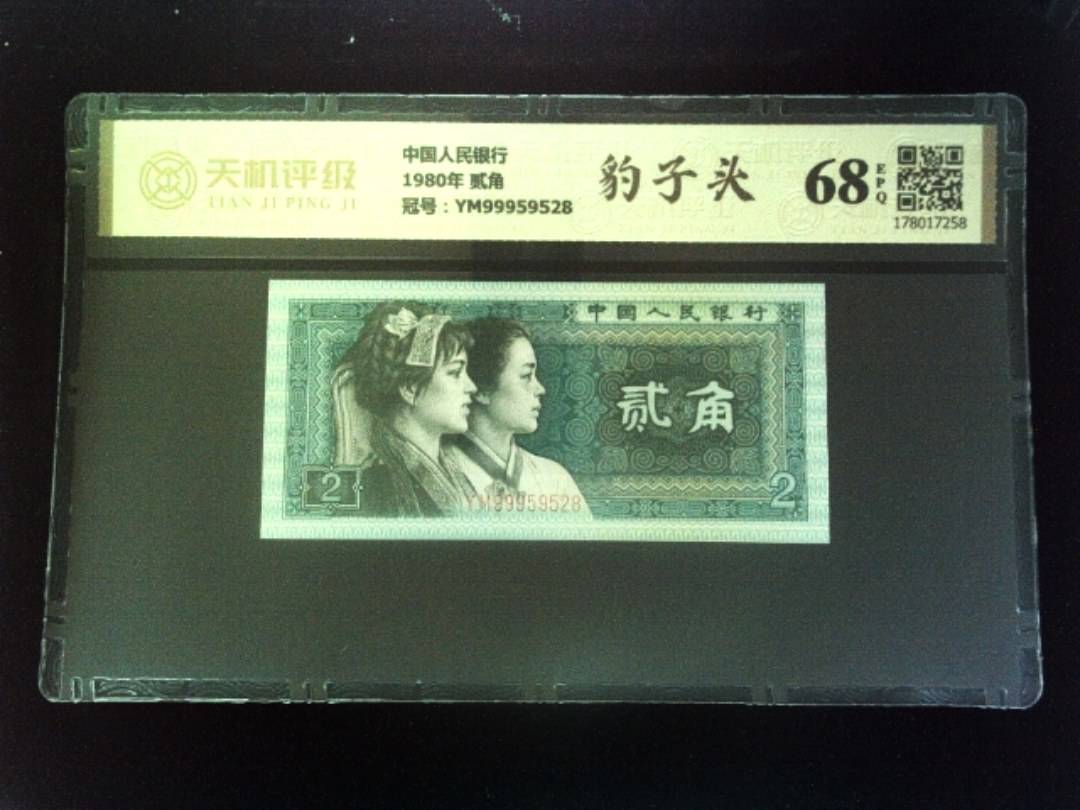 天机评级
TIAN JI PING JI
中国人民银行
1980年 贰角
冠号：YM99959528
豹子头
68
EPQ
178017258
中国人民银行
贰角
2
YM99959528
2